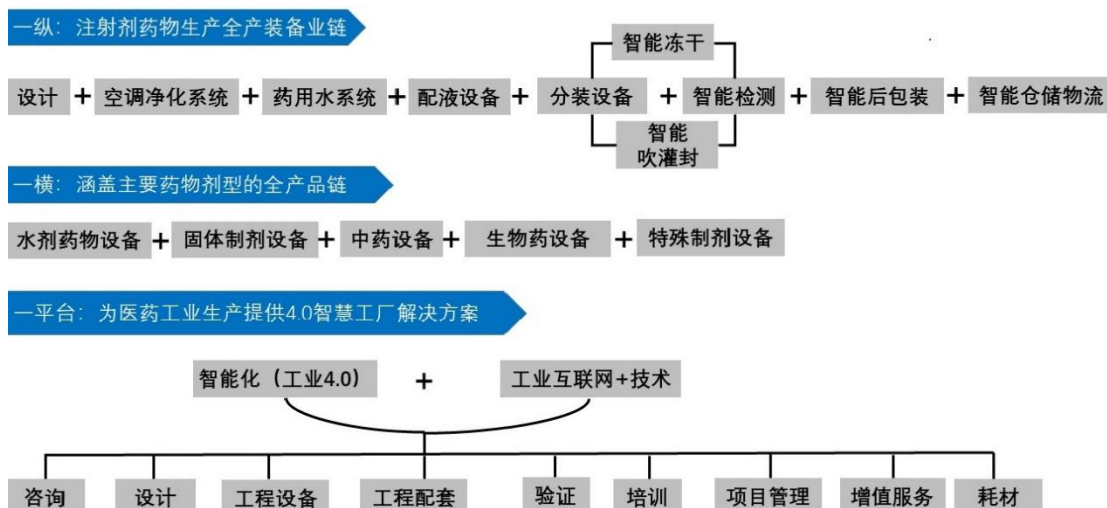 一纵：注射剂药物生产全产装备业链
智能冻干
设计 + 空调净化系统 + 药用水系统 + 配液设备 + 分装设备 + 智能检测 + 智能后包装 + 智能仓储物流
智能
吹灌封
一横：涵盖主要药物剂型的全产品链
水剂药物设备 + 固体制剂设备 + 中药设备 + 生物药设备 + 特殊制剂设备
一平台：为医药工业生产提供4.0智慧工厂解决方案
智能化（工业4.0） + 工业互联网+技术
咨询 设计 工程设备 工程配套 验证 培训 项目管理 增值服务 耗材